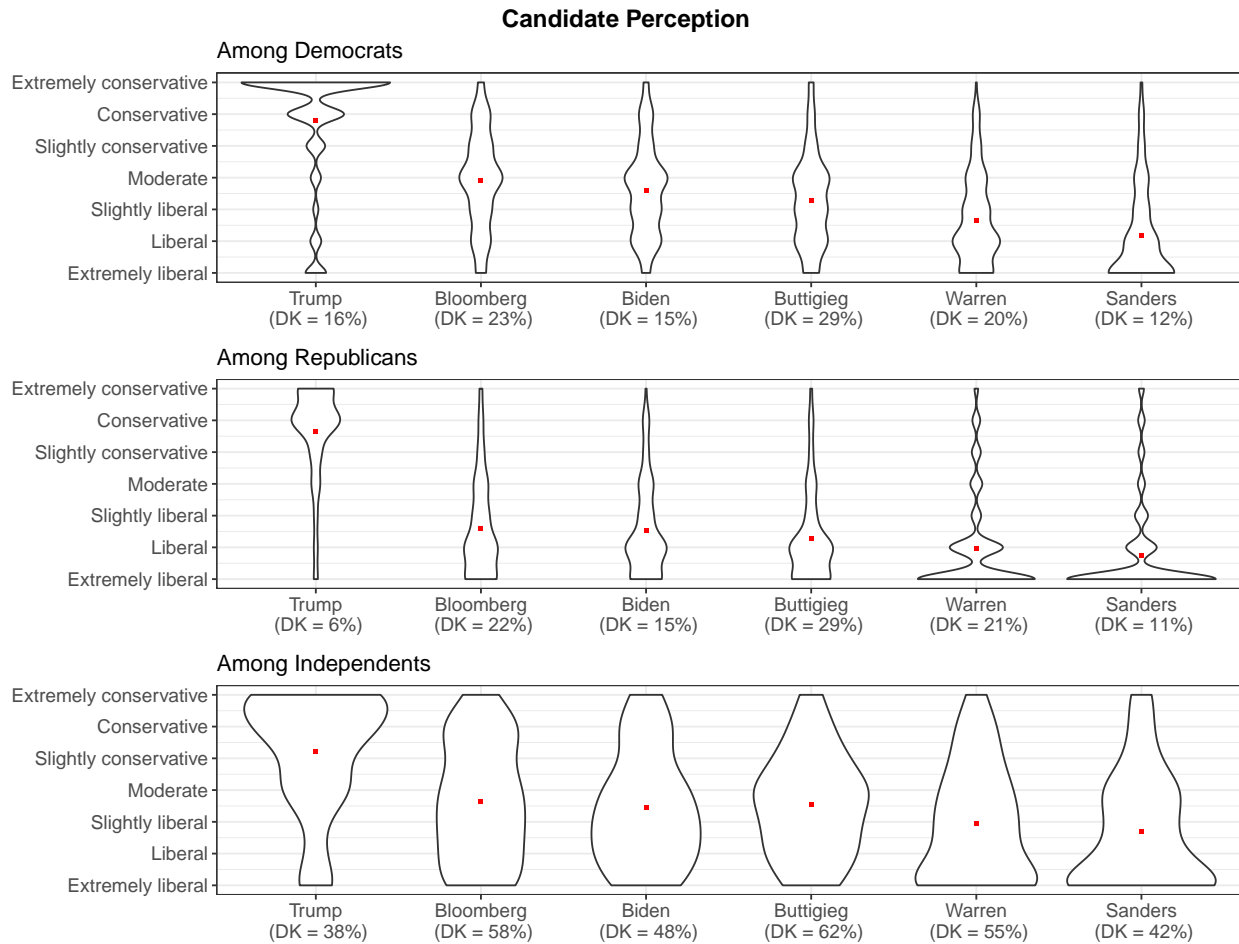 Candidate Perception
Among Democrats
Extremely conservative
Conservative
Slightly conservative
Moderate
Slightly liberal
Liberal
Extremely liberal
Trump Bloomberg Biden Buttigieg Warren Sanders
(DK = 16%) (DK = 23%) (DK = 15%) (DK = 29%) (DK = 20%) (DK = 12%)
Among Republicans
Extremely conservative
Conservative
Slightly conservative
Moderate
Slightly liberal
Liberal
Extremely liberal
Trump Bloomberg Biden Buttigieg Warren Sanders
(DK = 6%) (DK = 22%) (DK = 15%) (DK = 29%) (DK = 21%) (DK = 11%)
Among Independents
Extremely conservative
Conservative
Slightly conservative
Moderate
Slightly liberal
Liberal
Extremely liberal
Trump Bloomberg Biden Buttigieg Warren Sanders
(DK = 38%) (DK = 58%) (DK = 48%) (DK = 62%) (DK = 55%) (DK = 42%)